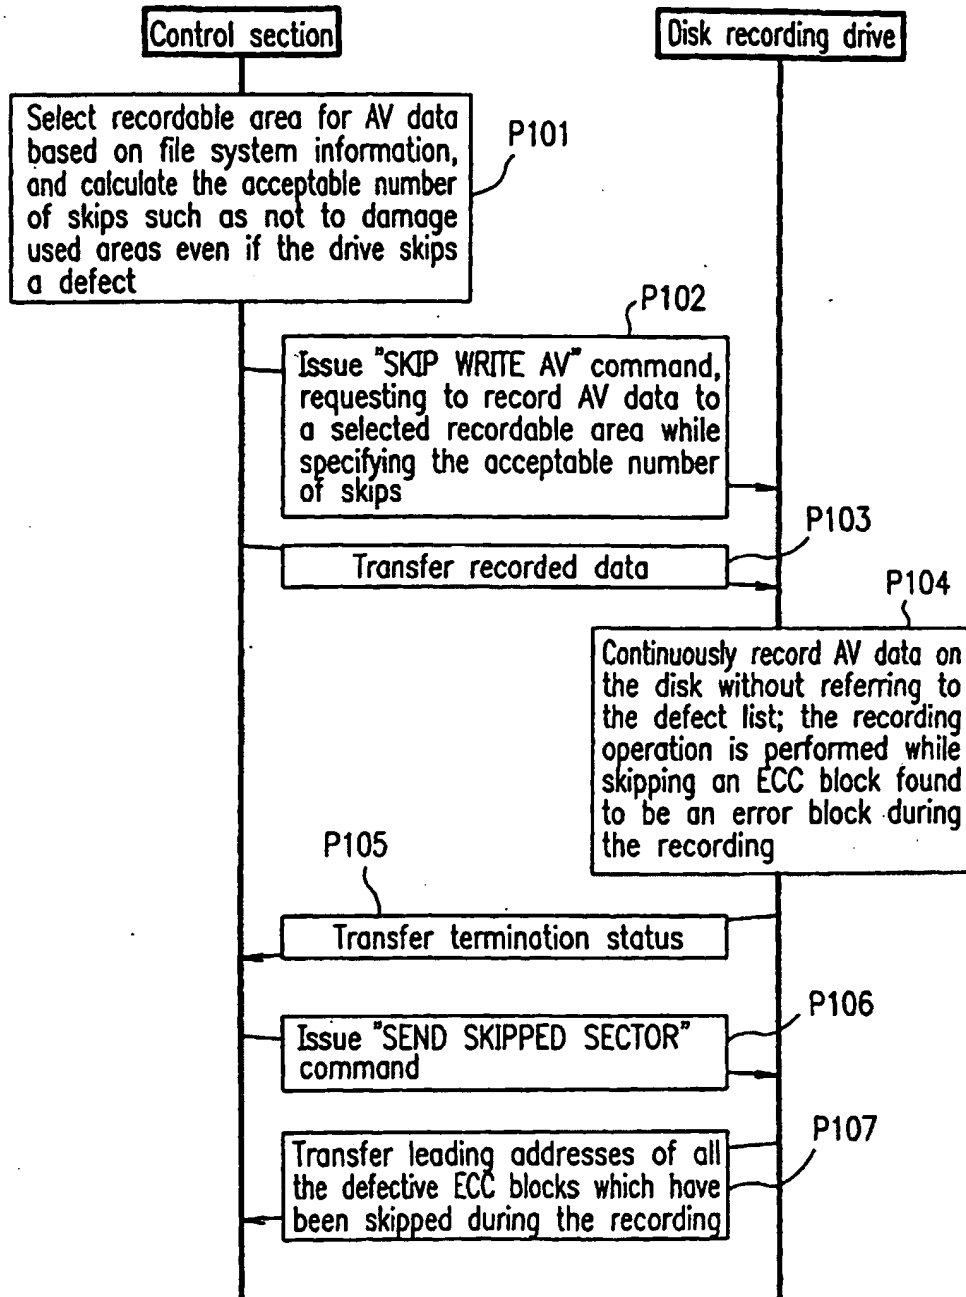 Control section
Disk recording drive
Select recordable area for AV data
based on file system information,
and calculate the acceptable number
of skips such as not to damage
used areas even if the drive skips
a defect
P101
P102
Issue "SKIP WRITE AV" command,
requesting to record AV data to
a selected recordable area while
specifying the acceptable number
of skips
P103
Transfer recorded data
P104
Continuously record AV data on
the disk without referring to
the defect list; the recording
operation is performed while
skipping an ECC block found
to be an error block during
the recording
P105
Transfer termination status
P106
Issue "SEND SKIPPED SECTOR"
command
P107
Transfer leading addresses of all
the defective ECC blocks which have
been skipped during the recording